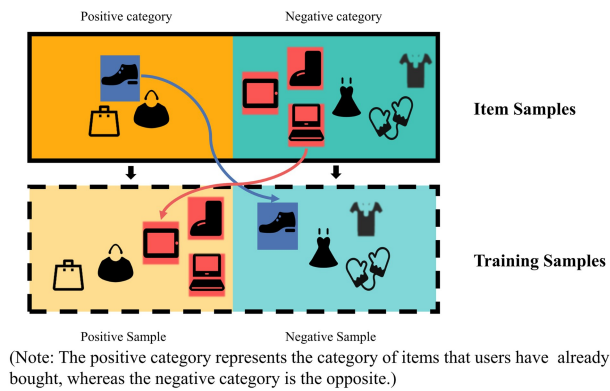 Positive category
Negative category
Item Samples
Training Samples
Positive Sample
Negative Sample
(Note: The positive category represents the category of items that users have already
bought, whereas the negative category is the opposite.)